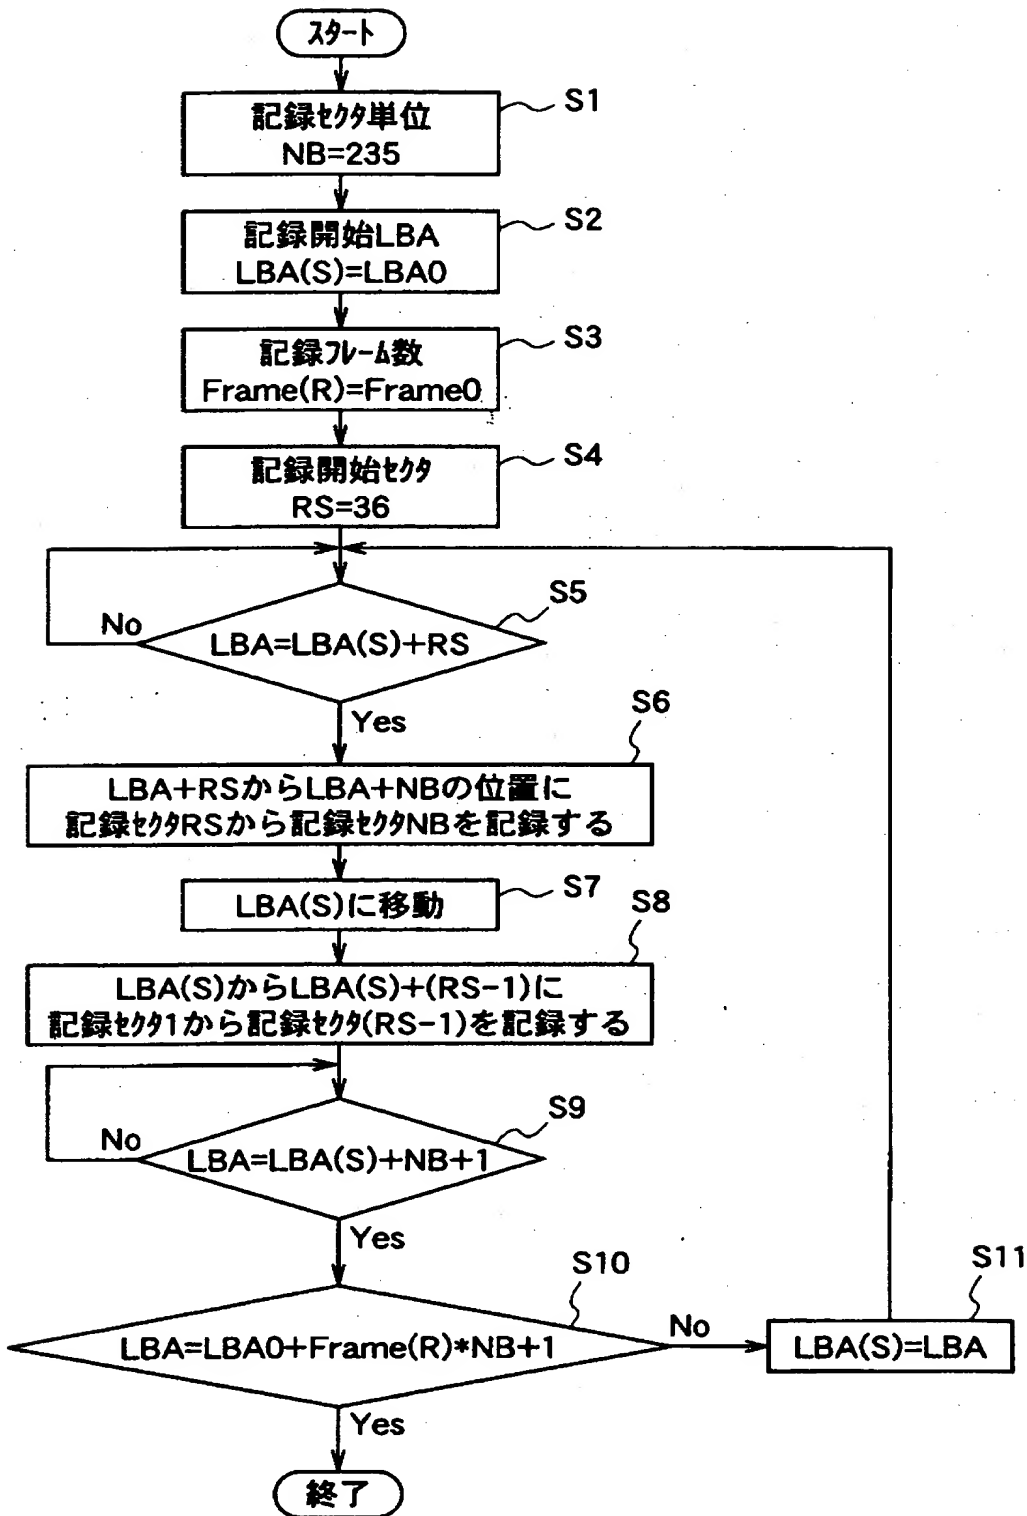 スタート
記録セクタ単位
NB=235
S1
記録開始LBA
LBA(S)=LBA0
S2
記録フレーム数
Frame(R)=Frame0
S3
記録開始セクタ
RS=36
S4
LBA=LBA(S)+RS
S5
No
Yes
LBA+RSからLBA+NBの位置に
記録セクタRSから記録セクタNBを記録する
S6
LBA(S)に移動
S7
LBA(S)からLBA(S)+(RS-1)に
記録セクタ1から記録セクタ(RS-1)を記録する
S8
LBA=LBA(S)+NB+1
S9
No
Yes
LBA=LBA0+Frame(R)*NB+1
S10
No
LBA(S)=LBA
S11
Yes
終了